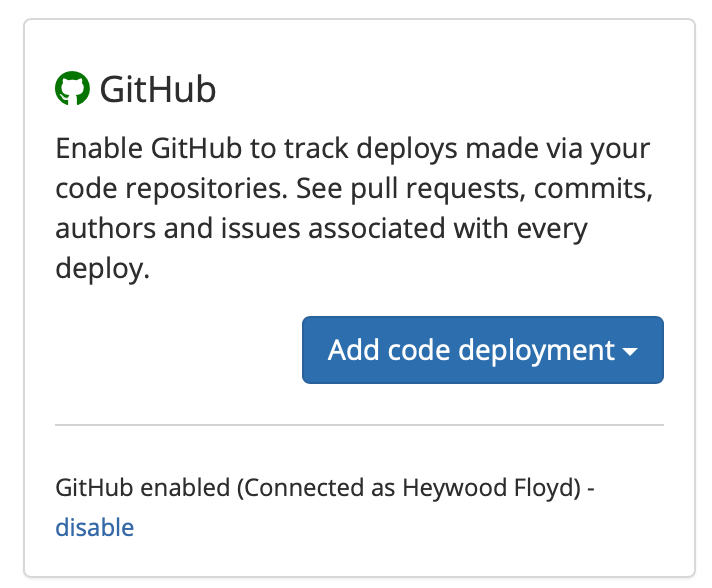 GitHub
Enable GitHub to track deploys made via your
code repositories. See pull requests, commits,
authors and issues associated with every
deploy.
Add code deployment
GitHub enabled (Connected as Heywood Floyd) -
disable